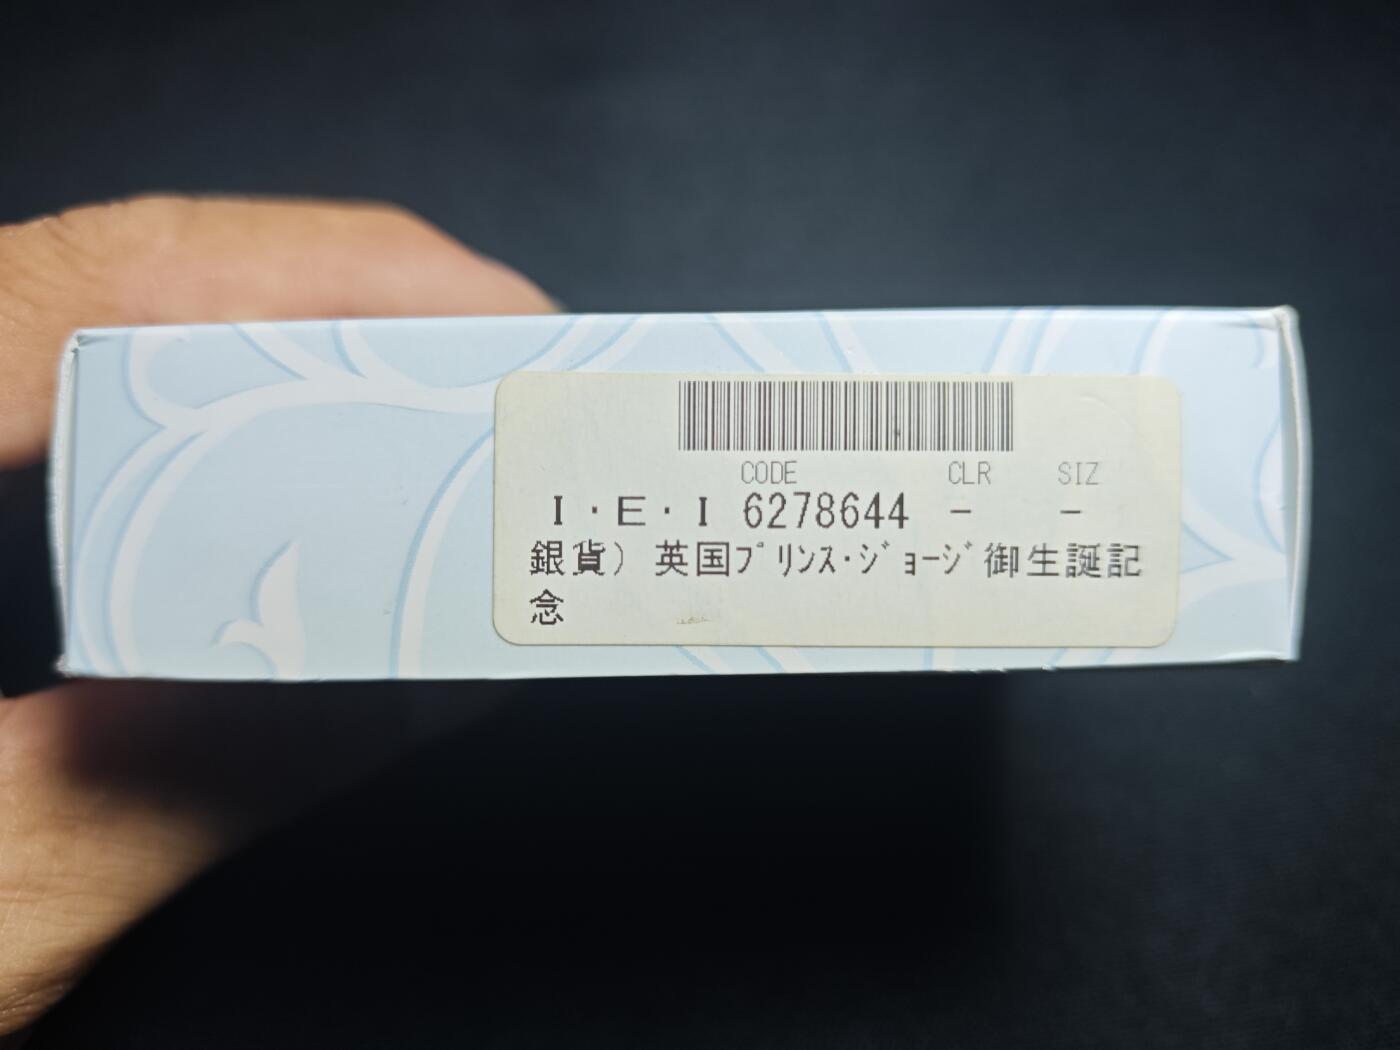 CODE CLR SIZ
I・E・I 6278644 － －
銀貨）英国ﾌﾟﾘﾝｽ･ｼﾞｮｰｼﾞ御生誕記
念